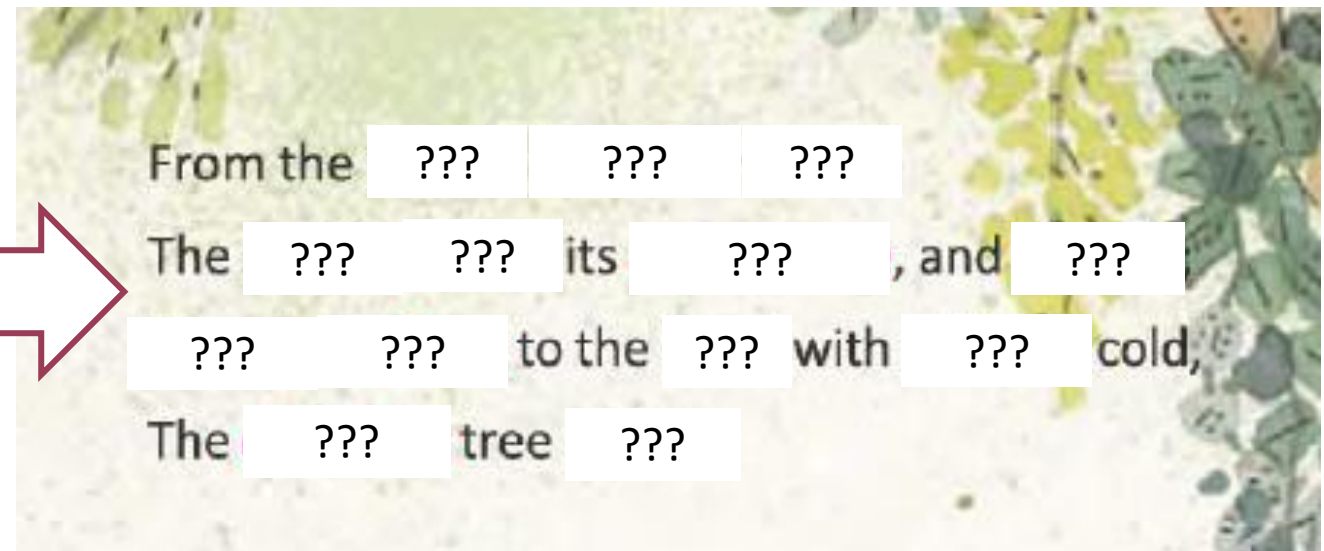 From the ??? ??? ???
The ??? ??? its ???, and ???
??? ??? to the ??? with ??? cold,
The ??? tree ???